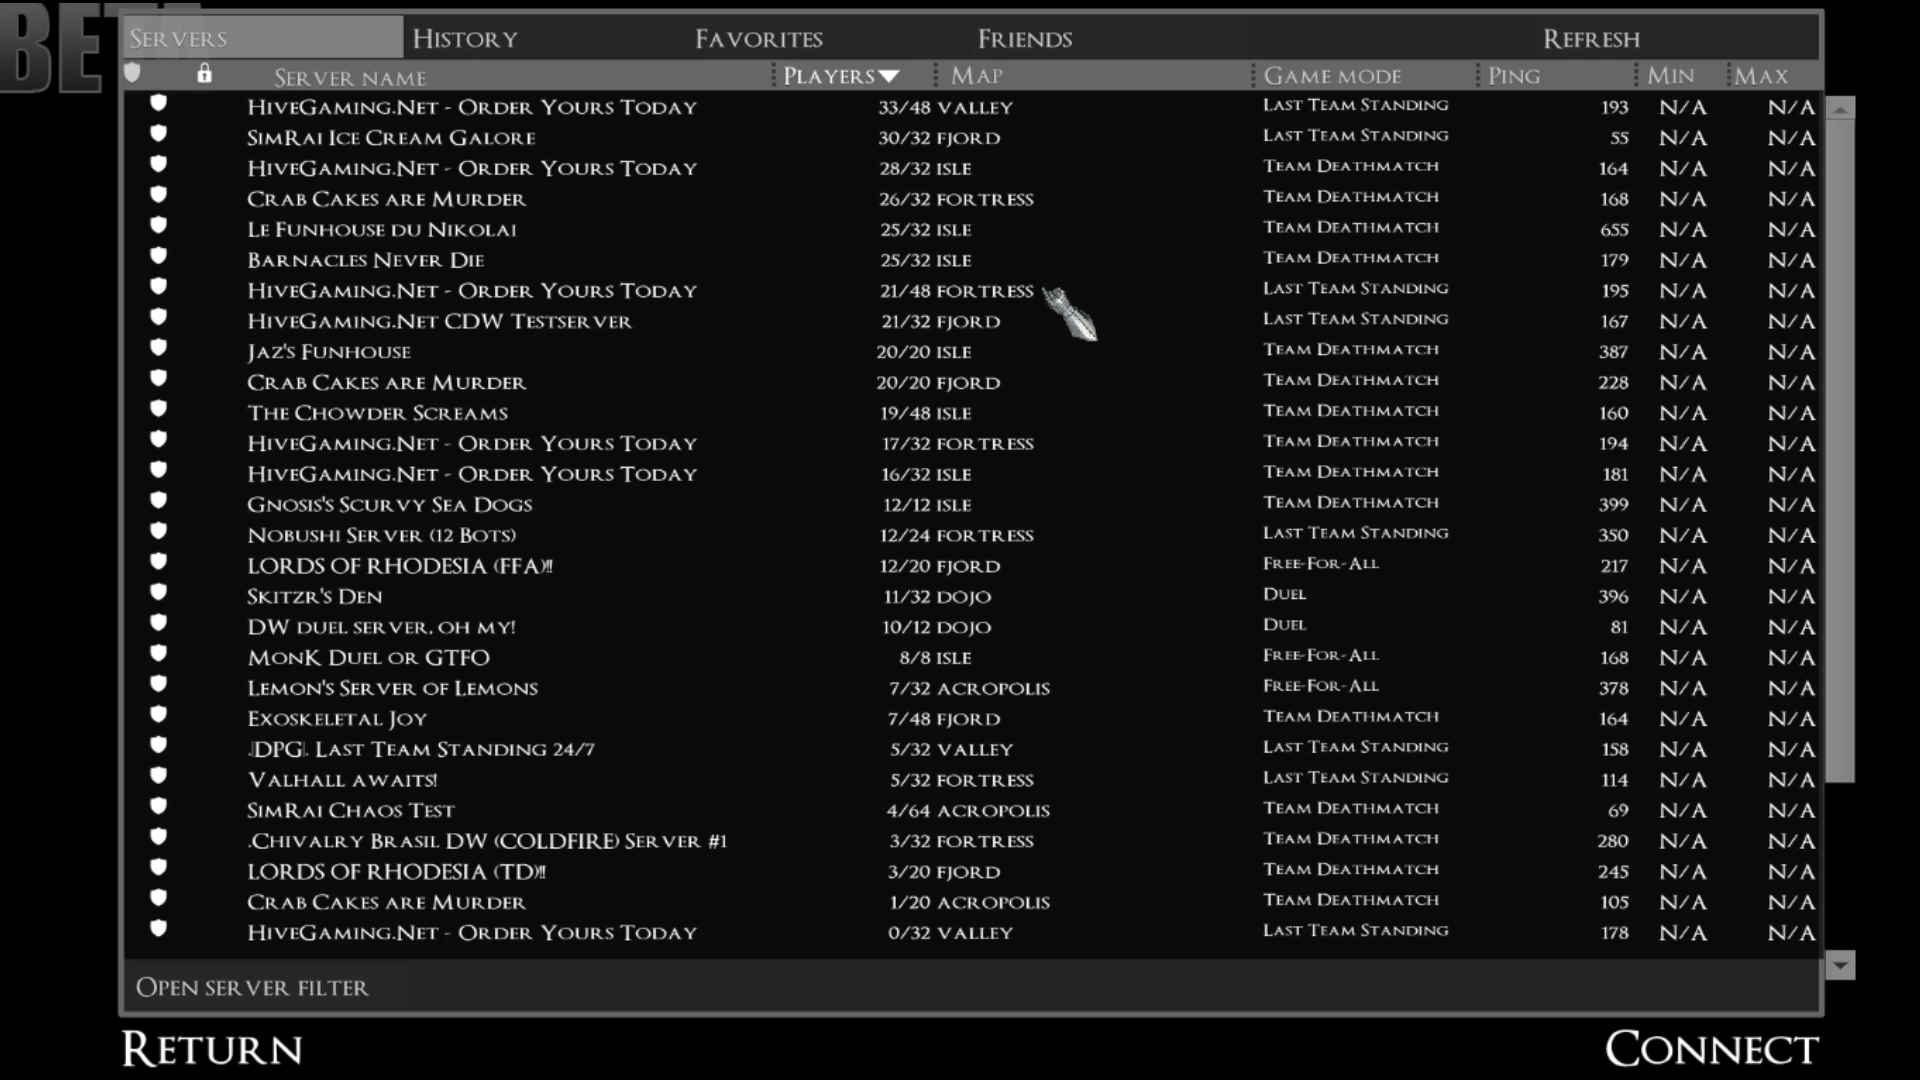 BETA
Servers History Favorites Friends Refresh
Server name Players Map Game mode Ping Min Max
HiveGaming.Net - Order Yours Today 33/48 Valley Last Team Standing 193 N/A N/A
SimRai Ice Cream Galore 30/32 Fjord Last Team Standing 55 N/A N/A
HiveGaming.Net - Order Yours Today 28/32 Isle Team Deathmatch 164 N/A N/A
Crab Cakes are Murder 26/32 Fortress Team Deathmatch 168 N/A N/A
Le Funhouse du Nikolai 25/32 Isle Team Deathmatch 655 N/A N/A
Barnacles Never Die 25/32 Isle Team Deathmatch 179 N/A N/A
HiveGaming.Net - Order Yours Today 21/48 Fortress Last Team Standing 195 N/A N/A
HiveGaming.Net CDW Testserver 21/32 Fjord Last Team Standing 167 N/A N/A
Jaz's Funhouse 20/20 Isle Team Deathmatch 387 N/A N/A
Crab Cakes are Murder 20/20 Fjord Team Deathmatch 228 N/A N/A
The Chowder Screams 19/48 Isle Team Deathmatch 160 N/A N/A
HiveGaming.Net - Order Yours Today 17/32 Fortress Team Deathmatch 194 N/A N/A
HiveGaming.Net - Order Yours Today 16/32 Isle Team Deathmatch 181 N/A N/A
Gnosis's Scurvy Sea Dogs 12/12 Isle Team Deathmatch 399 N/A N/A
Nobushi Server (12 Bots) 12/24 Fortress Last Team Standing 350 N/A N/A
LORDS OF RHODESIA (FFA)!! 12/20 Fjord Free-For-All 217 N/A N/A
Skitzr's Den 11/32 Dojo Duel 396 N/A N/A
DW duel server, oh my! 10/12 Dojo Duel 81 N/A N/A
MonK Duel or GTFO 8/8 Isle Free-For-All 168 N/A N/A
Lemon's Server of Lemons 7/32 Acropolis Free-For-All 378 N/A N/A
Exoskeletal Joy 7/48 Fjord Team Deathmatch 164 N/A N/A
.|DPG|. Last Team Standing 24/7 5/32 Valley Last Team Standing 158 N/A N/A
Valhall awaits! 5/32 Fortress Last Team Standing 114 N/A N/A
SimRai Chaos Test 4/64 Acropolis Team Deathmatch 69 N/A N/A
.Chivalry Brasil DW (COLDFIRE) Server #1 3/32 Fortress Team Deathmatch 280 N/A N/A
LORDS OF RHODESIA (TD)!! 3/20 Fjord Team Deathmatch 245 N/A N/A
Crab Cakes are Murder 1/20 Acropolis Team Deathmatch 105 N/A N/A
HiveGaming.Net - Order Yours Today 0/32 Valley Last Team Standing 178 N/A N/A
Open server filter
Return Connect